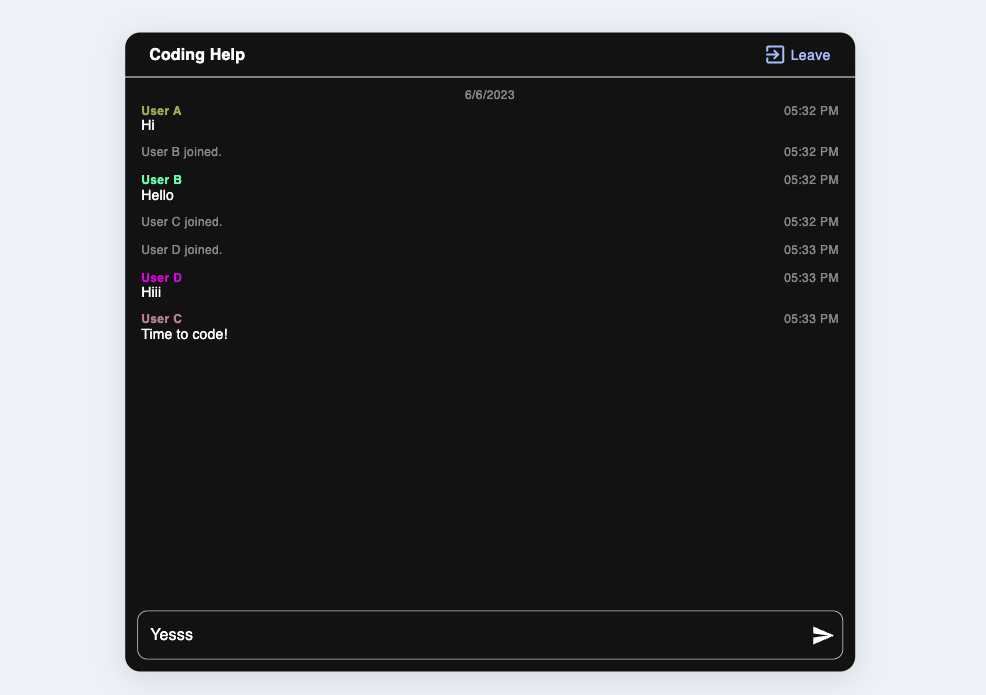 Coding Help
Leave
6/6/2023
User A 05:32 PM
Hi
User B joined. 05:32 PM
User B 05:32 PM
Hello
User C joined. 05:32 PM
User D joined. 05:33 PM
User D 05:33 PM
Hiii
User C 05:33 PM
Time to code!
Yesss